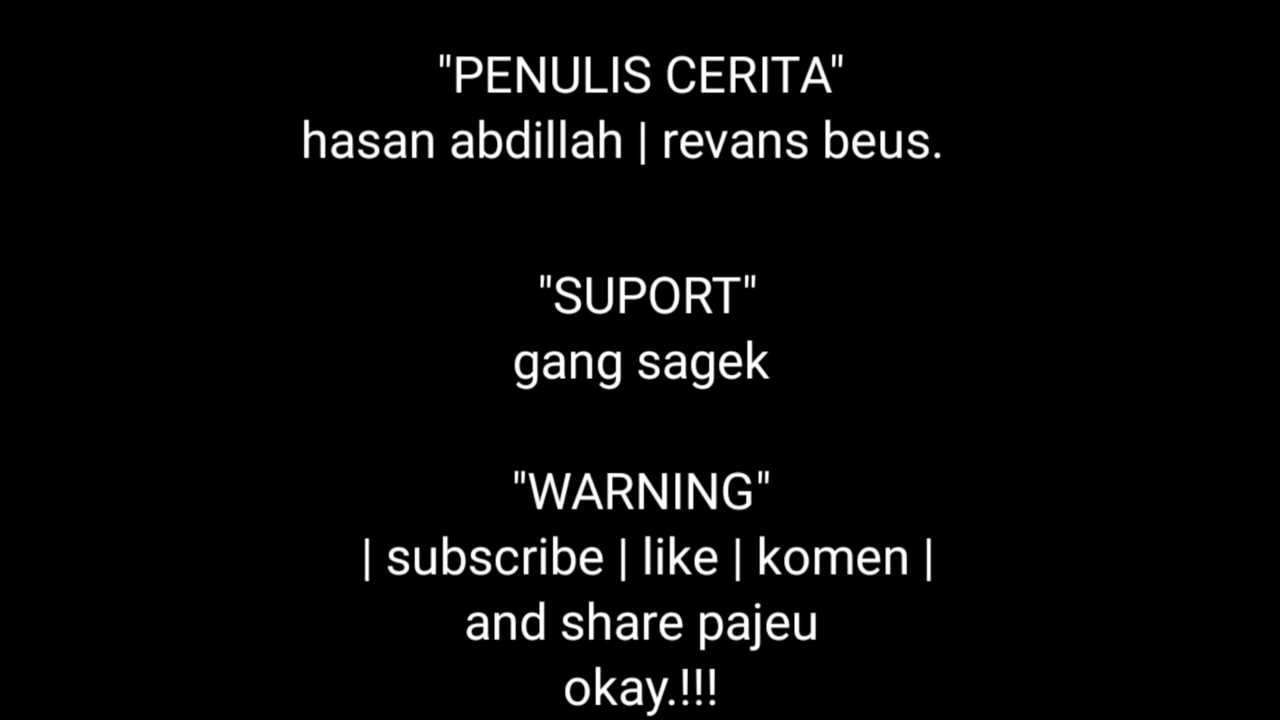 "PENULIS CERITA"
hasan abdillah | revans beus.
"SUPORT"
gang sagek
"WARNING"
| subscribe | like | komen |
and share pajeu
okay.!!!